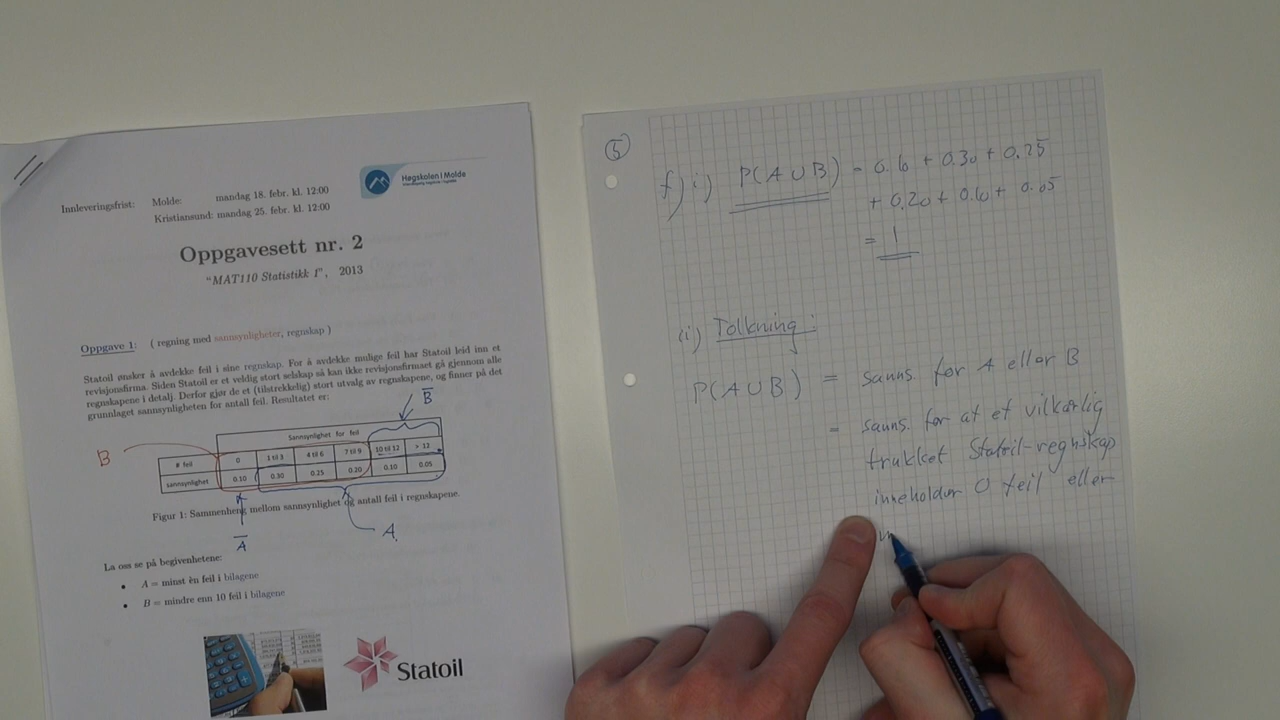 Innleveringsfrist: Molde: mandag 18. febr. kl. 12:00
Kristiansund: mandag 25. febr. kl. 12:00
Høgskolen i Molde
Oppgavesett nr. 2
"MAT110 Statistikk 1", 2013
Oppgave 1: ( regning med sannsynligheter, regnskap )
Statoil ønsker å avdekke feil i sine regnskap. For å avdekke mulige feil har Statoil leid inn et
revisjonsfirma. Siden Statoil er et veldig stort selskap så kan ikke revisjonsfirmaet gå gjennom alle
regnskapene i detalj. Derfor gjør de et (tilstrekkelig) stort utvalg av regnskapene, og finner på det
grunnlaget sannsynligheten for antall feil. Resultatet er:
B̅
B
Sannsynlighet for feil
# feil 0 1 til 3 4 til 6 7 til 9 10 til 12 > 12
sannsynlighet 0.10 0.30 0.25 0.20 0.10 0.05
Figur 1: Sammenheng mellom sannsynlighet og antall feil i regnskapene.
A̅
A
La oss se på begivenhetene:
• A = minst èn feil i bilagene
• B = mindre enn 10 feil i bilagene
Statoil
5
f) i) P(A ∪ B) = 0.10 + 0.30 + 0.25
+ 0.20 + 0.10 + 0.05
= 1
ii) Tolkning:
P(A ∪ B) = sanns. for A eller B
= sanns. for at et vilkårlig
trukket Statoil-regnskap
inneholder 0 feil eller